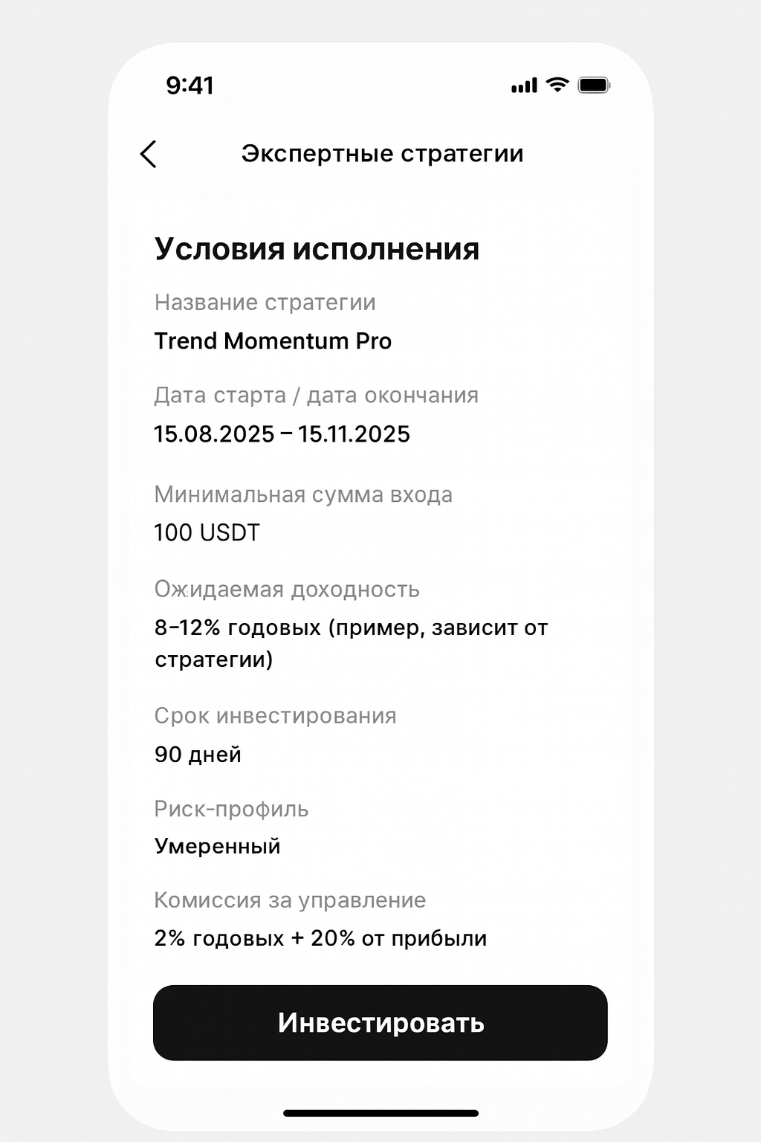 9:41
Экспертные стратегии
Условия исполнения
Название стратегии
Trend Momentum Pro
Дата старта / дата окончания
15.08.2025 – 15.11.2025
Минимальная сумма входа
100 USDT
Ожидаемая доходность
8–12% годовых (пример, зависит от
стратегии)
Срок инвестирования
90 дней
Риск-профиль
Умеренный
Комиссия за управление
2% годовых + 20% от прибыли
Инвестировать